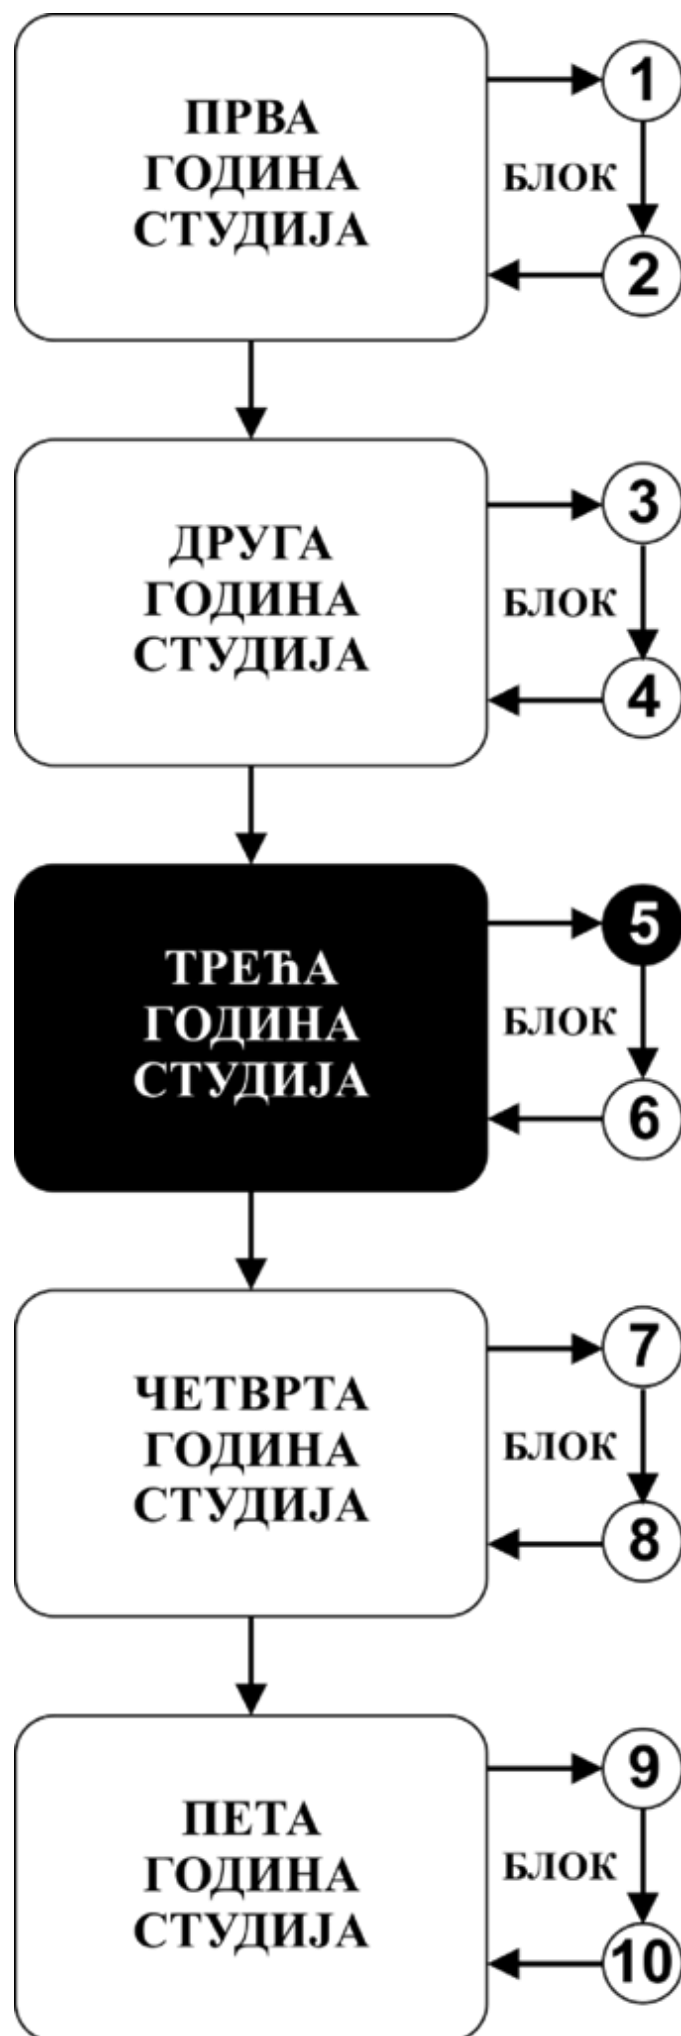 ПРВА
ГОДИНА
СТУДИЈА
1
БЛОК
2
ДРУГА
ГОДИНА
СТУДИЈА
3
БЛОК
4
ТРЕЋА
ГОДИНА
СТУДИЈА
5
БЛОК
6
ЧЕТВРТА
ГОДИНА
СТУДИЈА
7
БЛОК
8
ПЕТА
ГОДИНА
СТУДИЈА
9
БЛОК
10